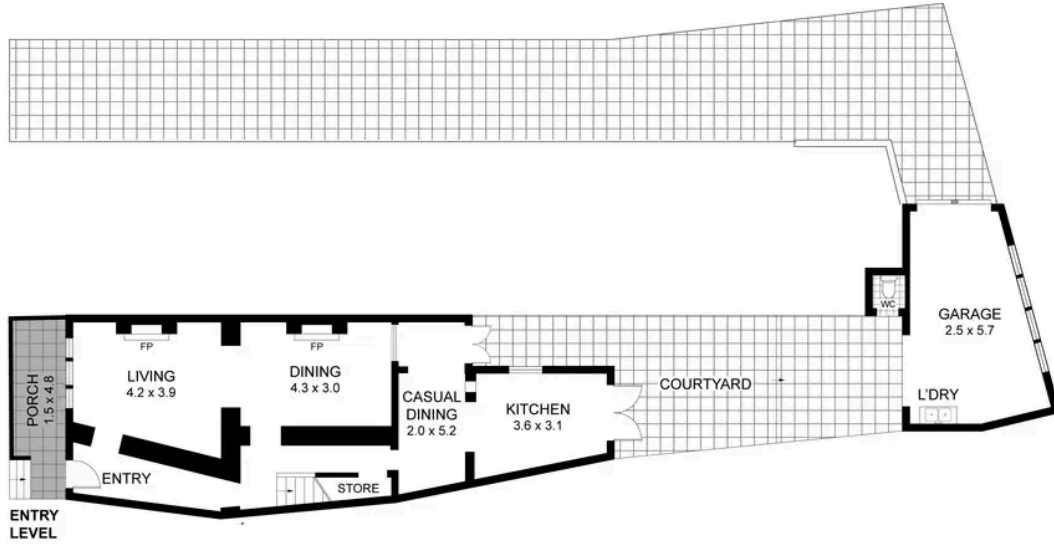 WC
GARAGE
2.5 x 5.7
L'DRY
PORCH
1.5 x 4.8
FP
LIVING
4.2 x 3.9
FP
DINING
4.3 x 3.0
CASUAL
DINING
2.0 x 5.2
KITCHEN
3.6 x 3.1
COURTYARD
ENTRY
STORE
ENTRY
LEVEL